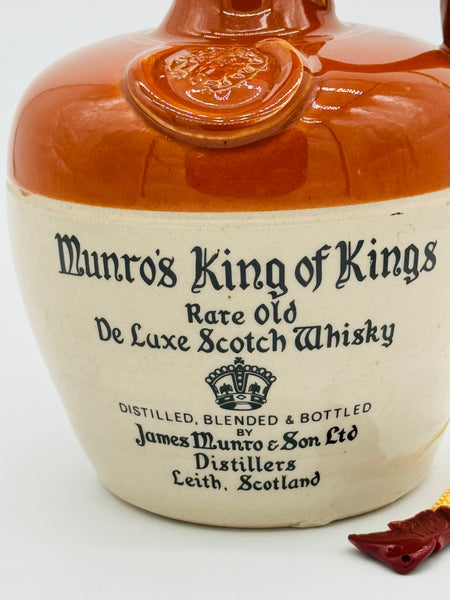 Munro's King of Kings
Rare Old
De Luxe Scotch Whisky
DISTILLED, BLENDED & BOTTLED
BY
James Munro & Son Ltd
Distillers
Leith, Scotland